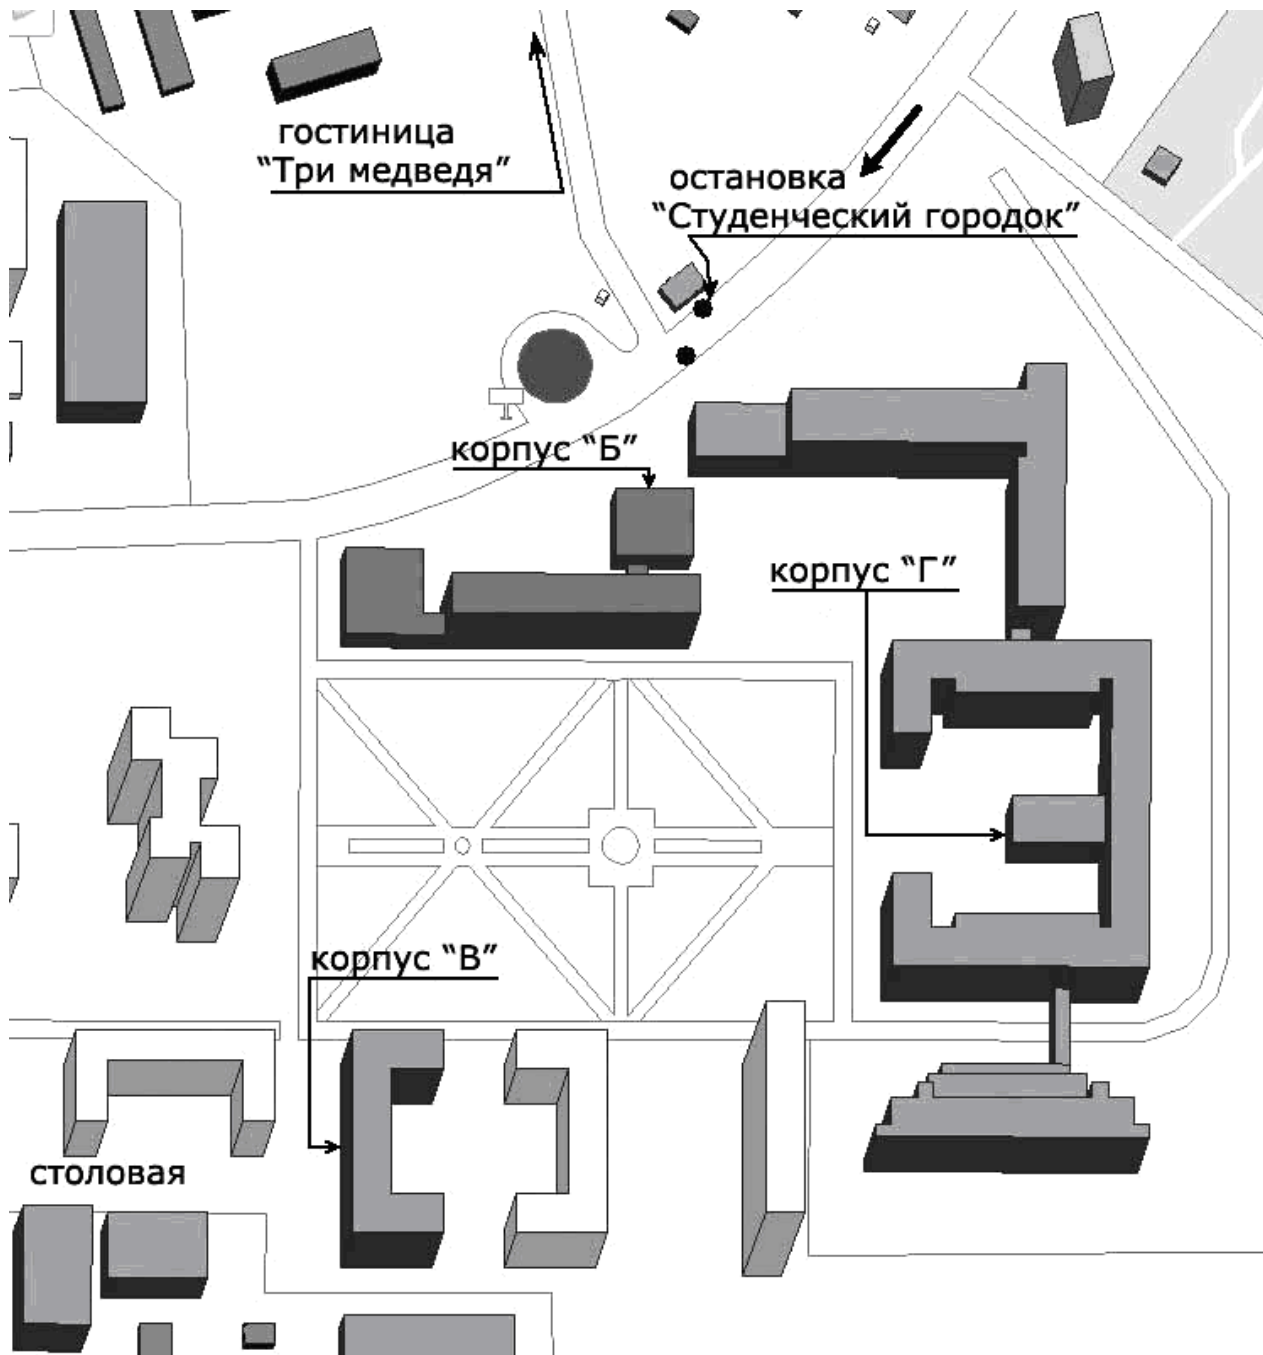 гостиница
“Три медведя”
остановка
“Студенческий городок”
корпус “Б”
корпус “Г”
корпус “В”
столовая